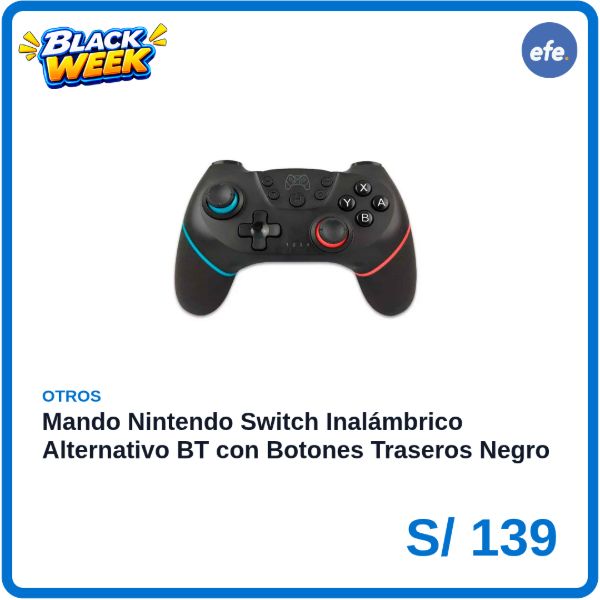 BLACK
WEEK
efe.
X
Y
A
B
OTROS
Mando Nintendo Switch Inalámbrico
Alternativo BT con Botones Traseros Negro
S/ 139